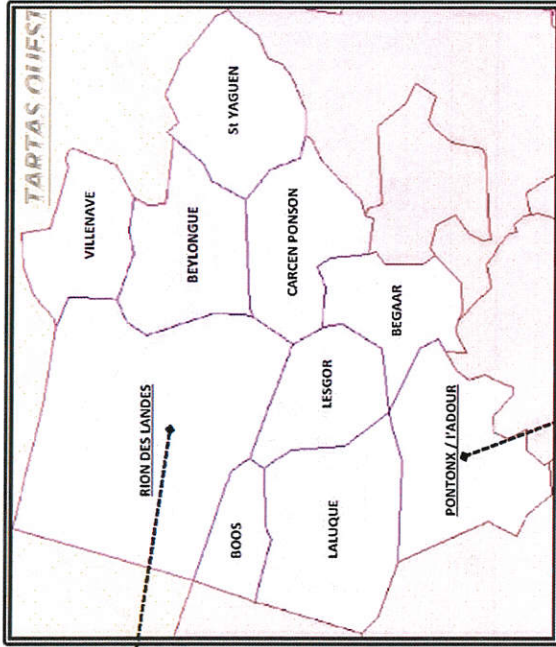 TARTAS OUEST
VILLENAVE
St YAGUEN
BEYLONGUE
RION DES LANDES
CARCEN PONSON
BEGAAR
LESGOR
BOOS
LALUQUE
PONTONX / l'ADOUR